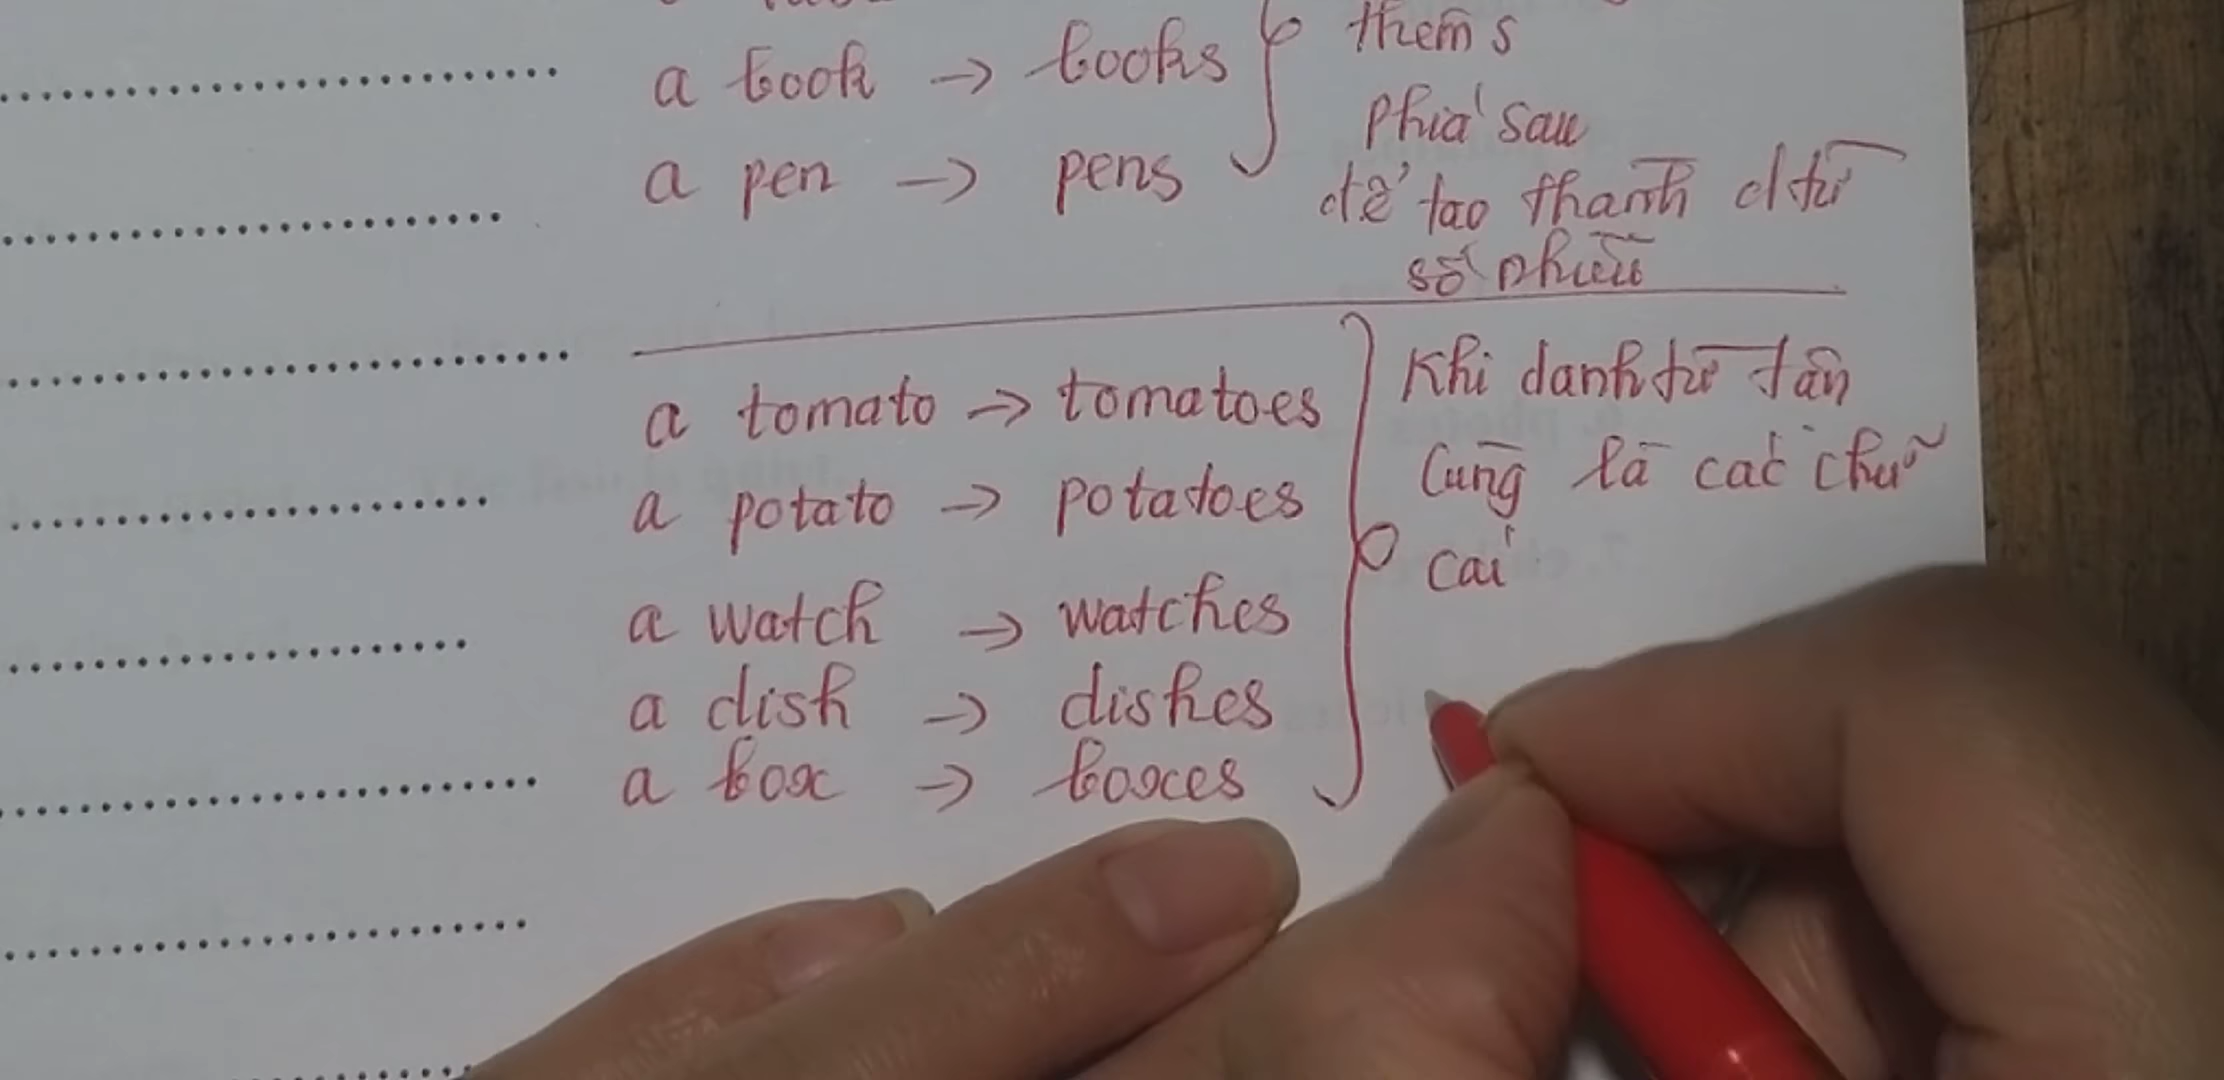 a book → books
thêm s
phía sau
a pen → pens
để tạo thành dtừ
số nhiều
a tomato → tomatoes
Khi danh từ tận
a potato → potatoes
cùng là các chữ
cái
a watch → watches
a dish → dishes
a box → boxes